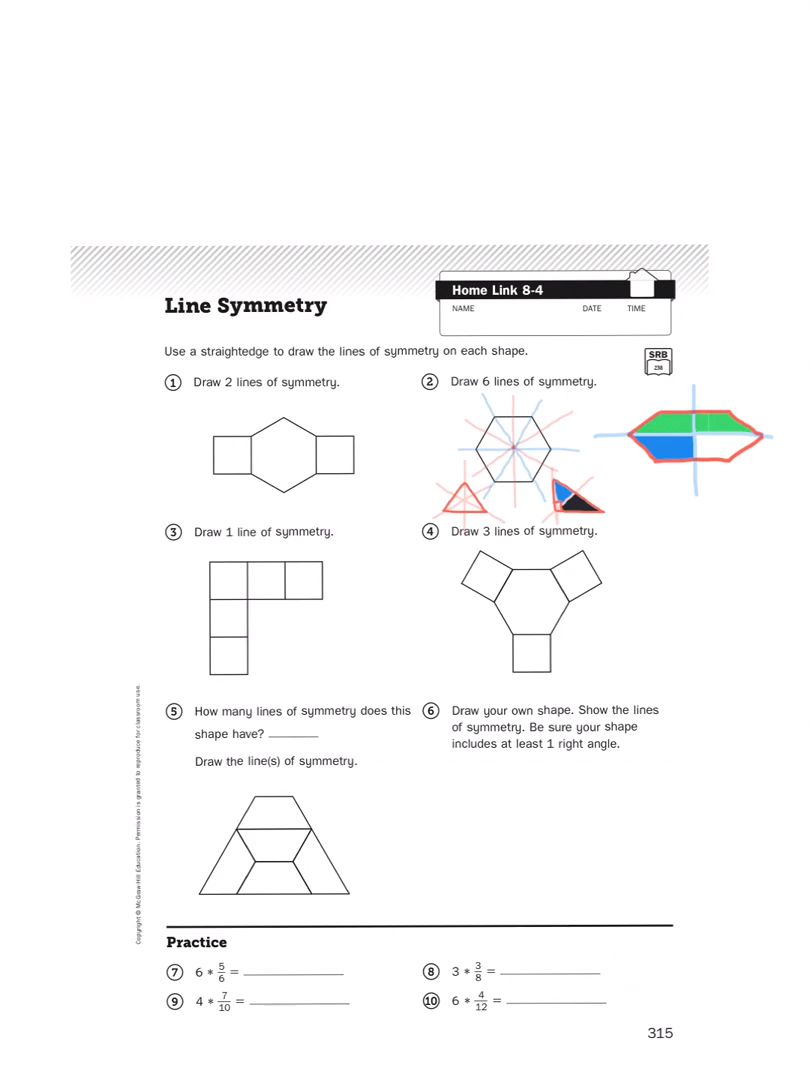 Home Link 8-4
Line Symmetry
NAME DATE TIME
Use a straightedge to draw the lines of symmetry on each shape.
SRB
238
1 Draw 2 lines of symmetry.
2 Draw 6 lines of symmetry.
3 Draw 1 line of symmetry.
4 Draw 3 lines of symmetry.
5 How many lines of symmetry does this
shape have?
Draw the line(s) of symmetry.
6 Draw your own shape. Show the lines
of symmetry. Be sure your shape
includes at least 1 right angle.
Copyright © McGraw-Hill Education. Permission is granted to reproduce for classroom use.
Practice
7 6 * 5/6 =
8 3 * 3/8 =
9 4 * 7/10 =
10 6 * 4/12 =
315